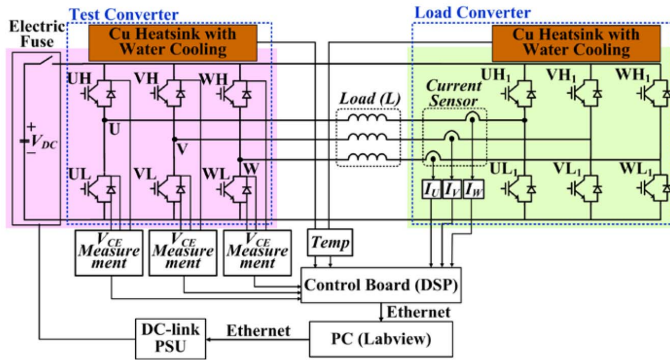 Electric
Fuse
Test Converter
Load Converter
Cu Heatsink with
Water Cooling
Cu Heatsink with
Water Cooling
UH
VH
WH
UH1
VH1
WH1
Load (L)
Current
Sensor
+
VDC
−
U
V
W
UL
VL
WL
UL1
VL1
WL1
IU
IV
IW
VCE
Measure
ment
VCE
Measure
ment
VCE
Measure
ment
Temp
Control Board (DSP)
Ethernet
DC-link
PSU
Ethernet
PC (Labview)